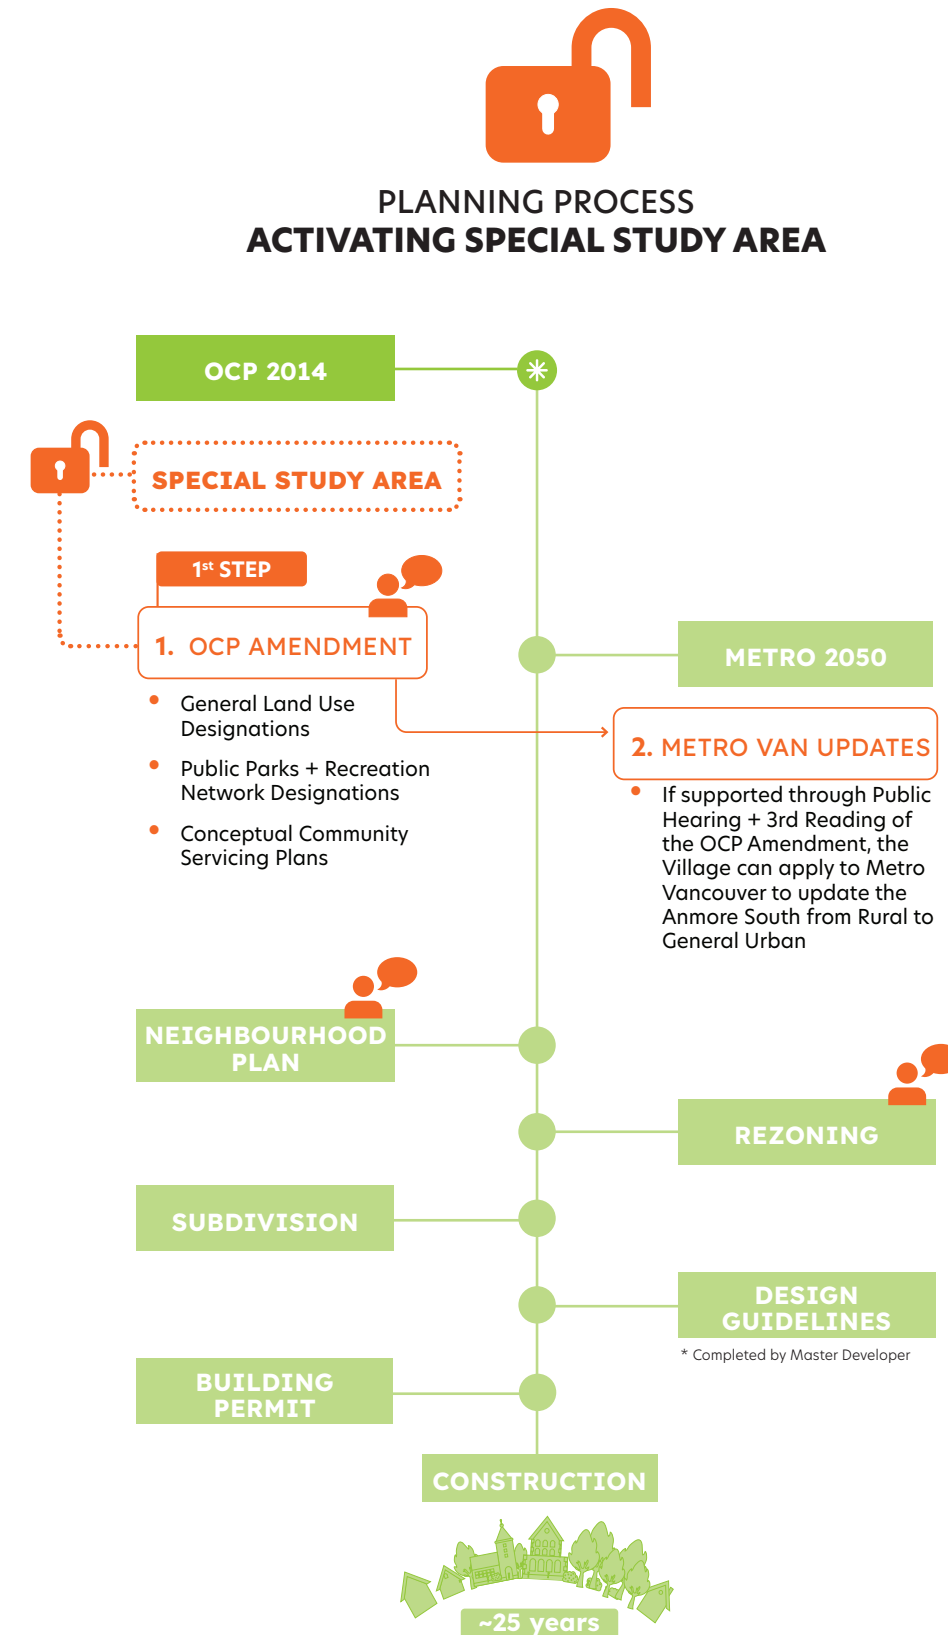 PLANNING PROCESS
ACTIVATING SPECIAL STUDY AREA
OCP 2014
SPECIAL STUDY AREA
1st STEP
1. OCP AMENDMENT
• General Land Use
Designations
• Public Parks + Recreation
Network Designations
• Conceptual Community
Servicing Plans
METRO 2050
2. METRO VAN UPDATES
• If supported through Public
Hearing + 3rd Reading of
the OCP Amendment, the
Village can apply to Metro
Vancouver to update the
Anmore South from Rural to
General Urban
NEIGHBOURHOOD
PLAN
REZONING
SUBDIVISION
DESIGN
GUIDELINES
* Completed by Master Developer
BUILDING
PERMIT
CONSTRUCTION
~25 years